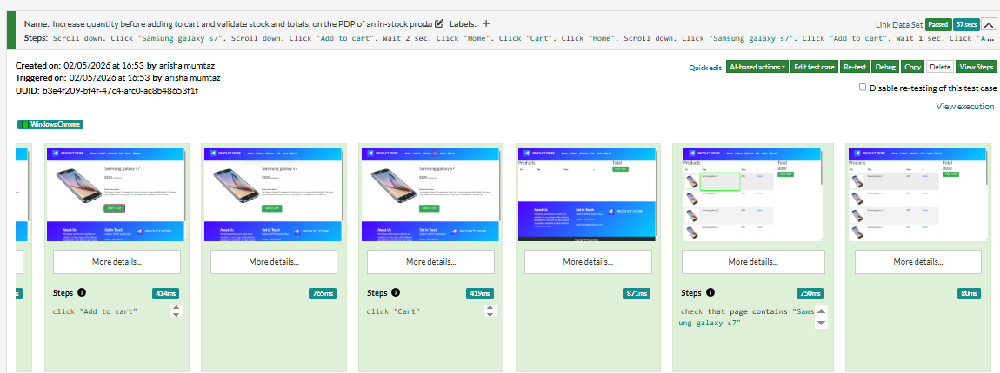 Name: Increase quantity before adding to cart and validate stock and totals: on the PDP of an in-stock produ Labels: +
Link Data Set Passed 57 secs
Steps: Scroll down. Click "Samsung galaxy s7". Scroll down. Click "Add to cart". Wait 2 sec. Click "Home". Click "Cart". Click "Home". Scroll down. Click "Samsung galaxy s7". Click "Add to cart". Wait 1 sec. Click "A...
Created on: 02/05/2026 at 16:53 by arisha mumtaz
Triggered on: 02/05/2026 at 16:53 by arisha mumtaz
UUID: b3e4f209-bf4f-47c4-afc0-ac8b48653f1f
Quick edit AI-based actions Edit test case Re-test Debug Copy Delete View Steps
Disable re-testing of this test case
View execution
Windows Chrome
PRODUCT STORE
Samsung galaxy s7
About Us Get in Touch PRODUCT STORE
PRODUCT STORE
Samsung galaxy s7
About Us Get in Touch PRODUCT STORE
PRODUCT STORE
Samsung galaxy s7
About Us Get in Touch PRODUCT STORE
PRODUCT STORE
Products Total
About Us Get in Touch PRODUCT STORE
PRODUCT STORE
Products Total
PRODUCT STORE
Products Total
More details... More details... More details... More details... More details... More details...
Steps 414ms
765ms
Steps 419ms
871ms
Steps 750ms
80ms
click "Add to cart"
click "Cart"
check that page contains "Sams
ung galaxy s7"